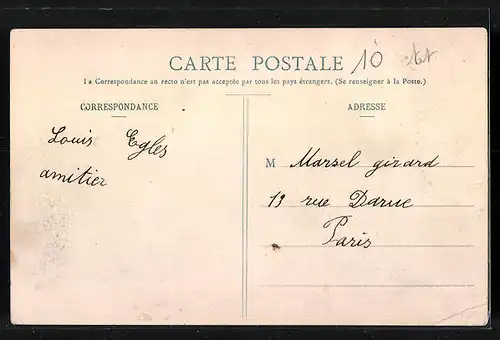 CARTE POSTALE
10
La Correspondance au recto n'est pas acceptée par tous les pays étrangers. (Se renseigner à la Poste.)
CORRESPONDANCE
Louis Egles
amitier
ADRESSE
M Marsel girard
13 rue Darue
Paris